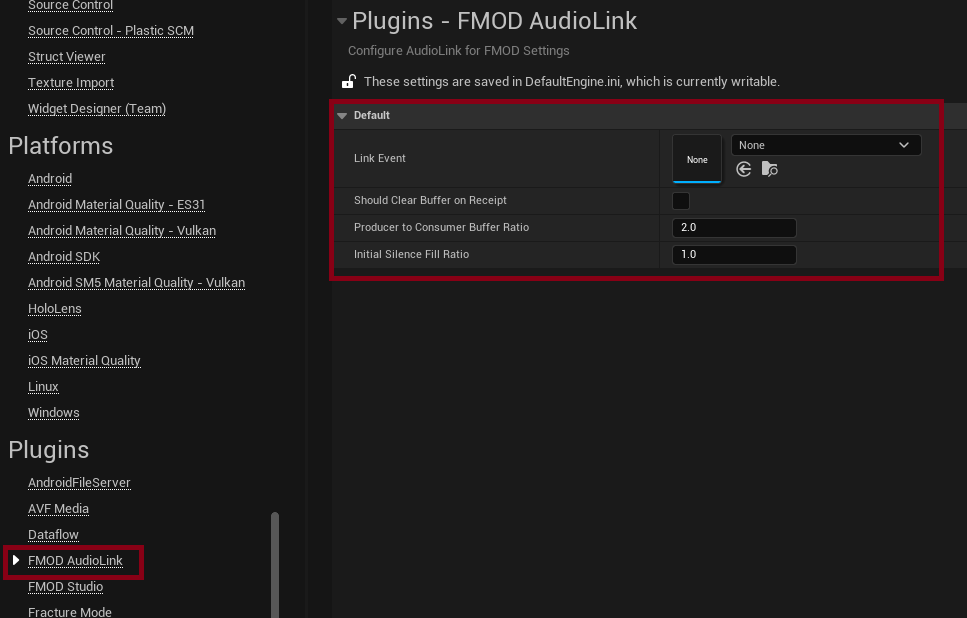 Source Control
Source Control - Plastic SCM
Struct Viewer
Texture Import
Widget Designer (Team)
Platforms
Android
Android Material Quality - ES31
Android Material Quality - Vulkan
Android SDK
Android SM5 Material Quality - Vulkan
HoloLens
iOS
iOS Material Quality
Linux
Windows
Plugins
AndroidFileServer
AVF Media
Dataflow
FMOD AudioLink
FMOD Studio
Fracture Mode
Plugins - FMOD AudioLink
Configure AudioLink for FMOD Settings
These settings are saved in DefaultEngine.ini, which is currently writable.
Default
Link Event
None
None
Should Clear Buffer on Receipt
Producer to Consumer Buffer Ratio
2.0
Initial Silence Fill Ratio
1.0